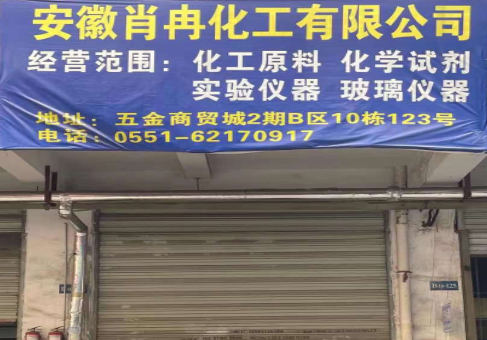 安徽肖冉化工有限公司
经营范围：化工原料 化学试剂
实验仪器 玻璃仪器
地址：五金商贸城2期B区10栋123号
电话：0551-62170917